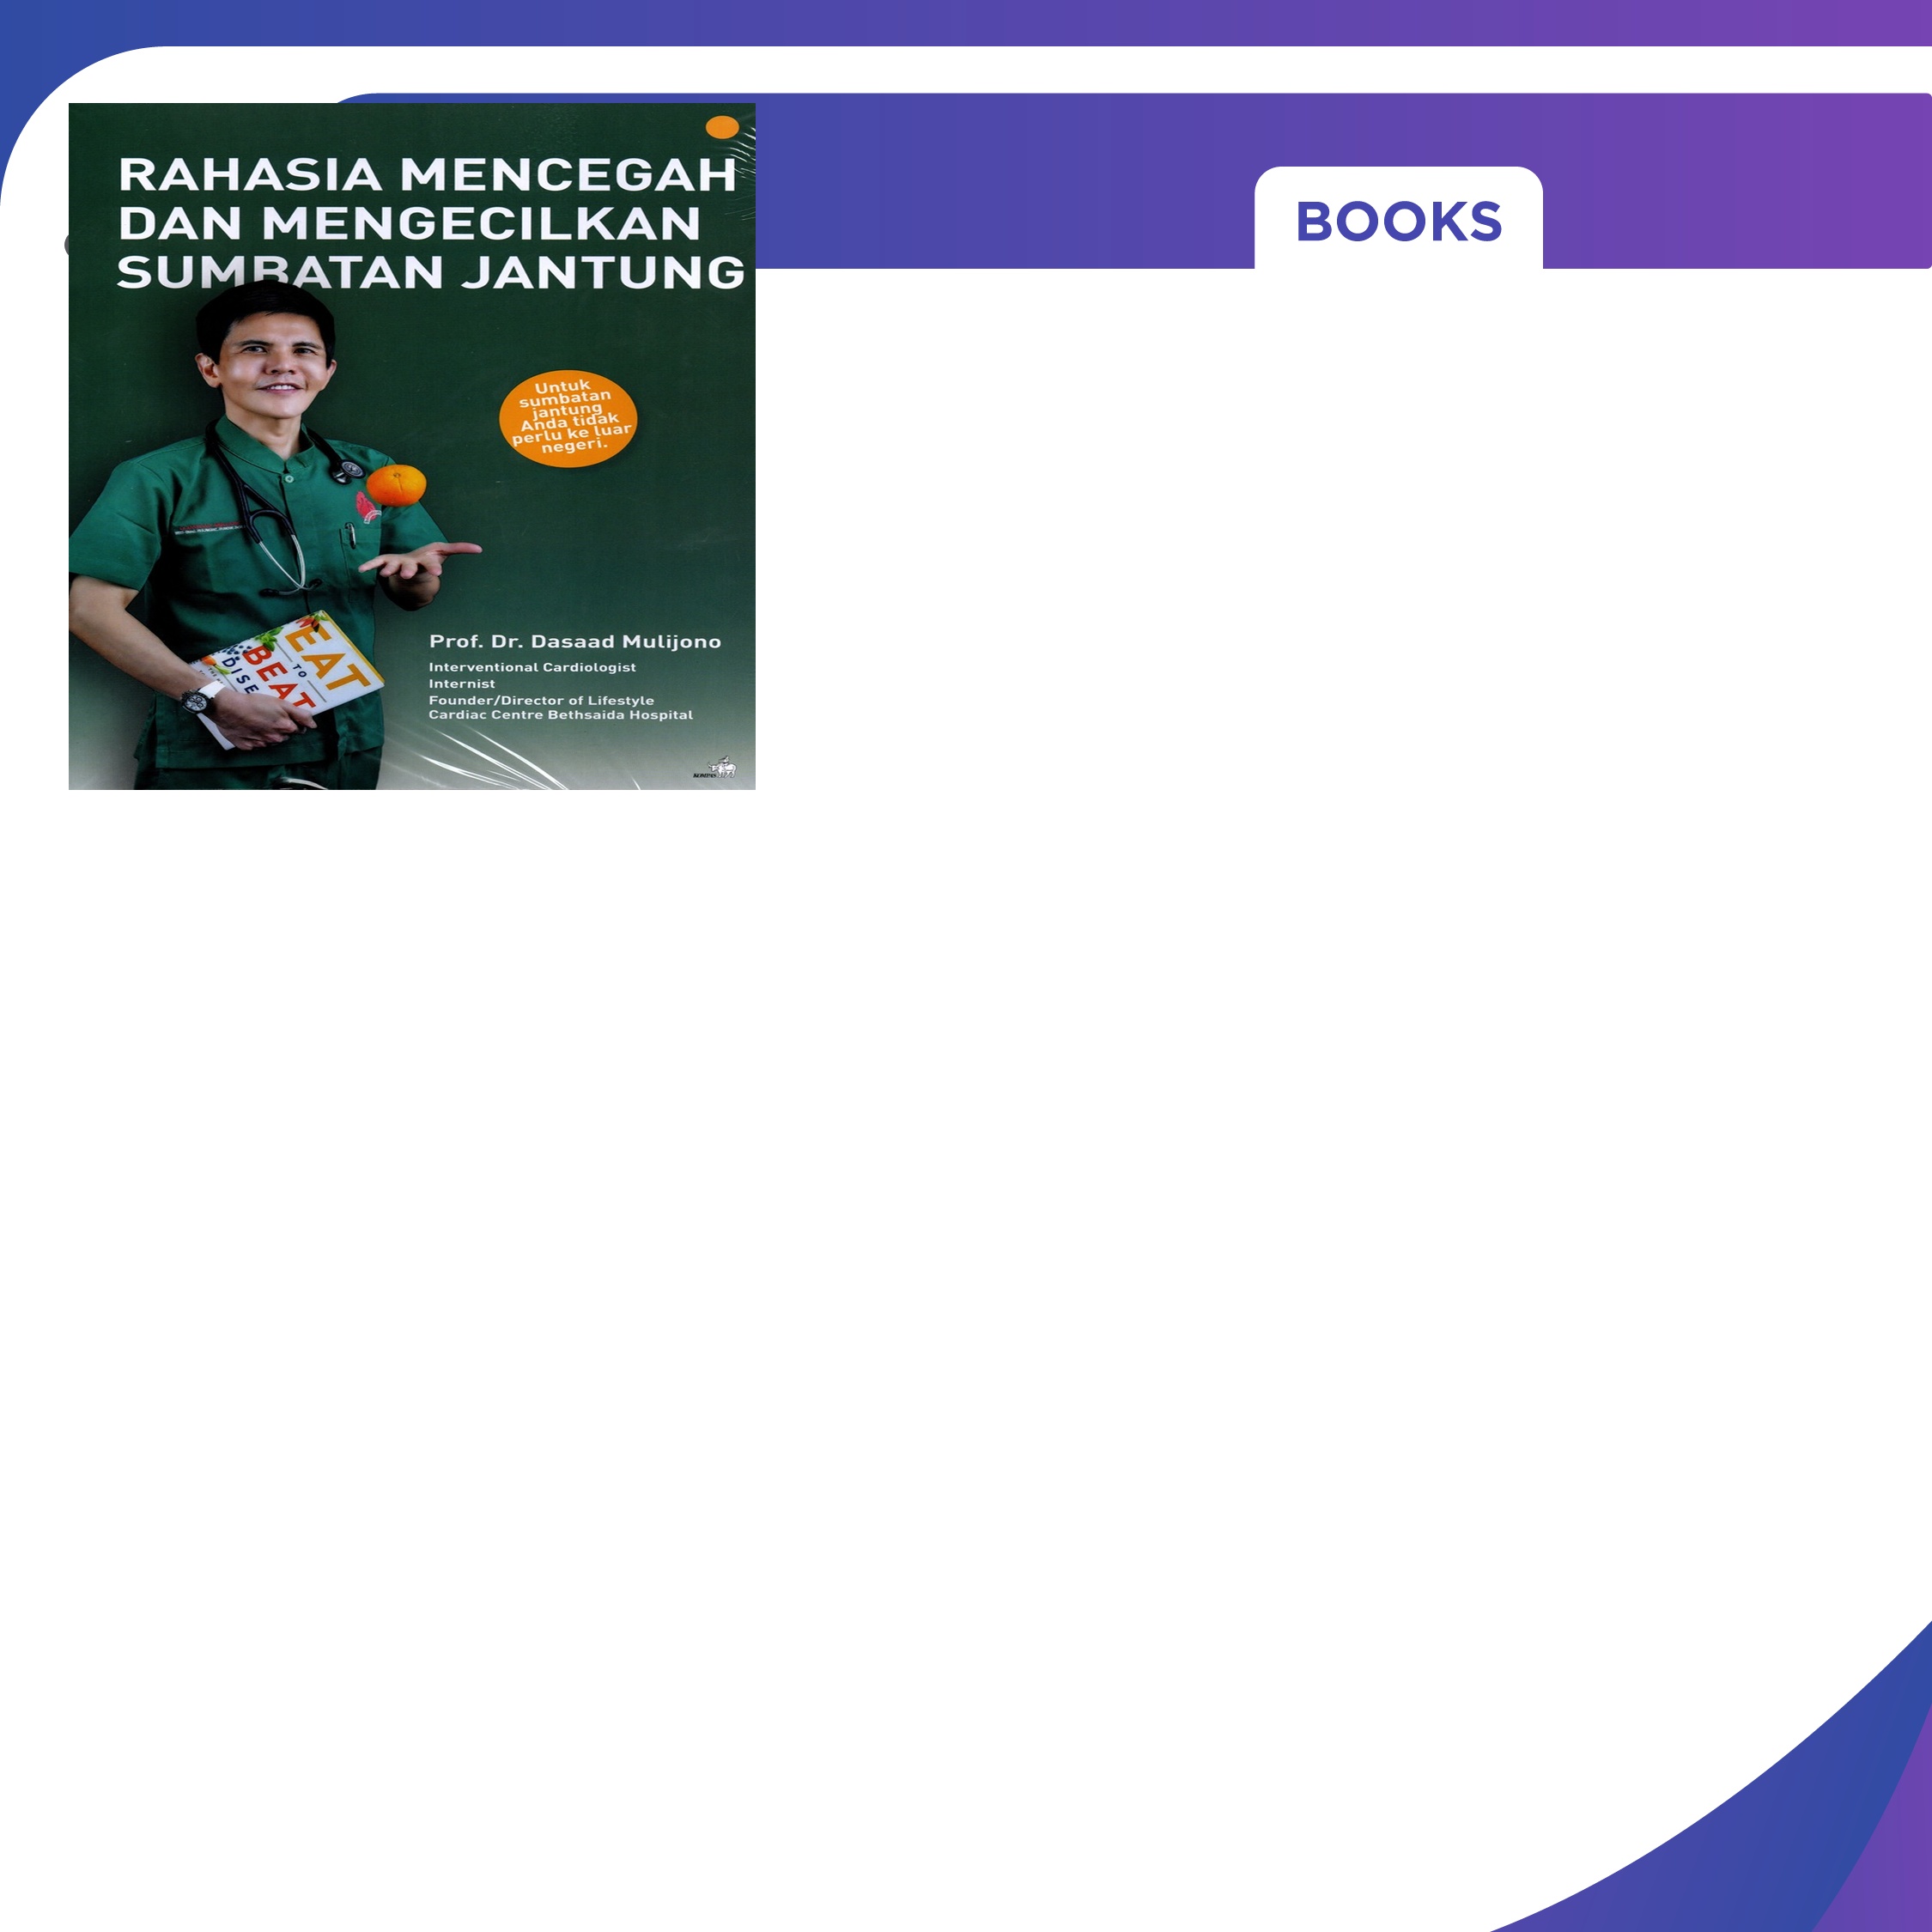 RAHASIA MENCEGAH
DAN MENGECILKAN
SUMBATAN JANTUNG
BOOKS
Untuk
sumbatan
jantung
Anda tidak
perlu ke luar
negeri.
EAT
TO
BEAT
DISE
Prof. Dr. Dasaad Mulijono
Interventional Cardiologist
Internist
Founder/Director of Lifestyle
Cardiac Centre Bethsaida Hospital